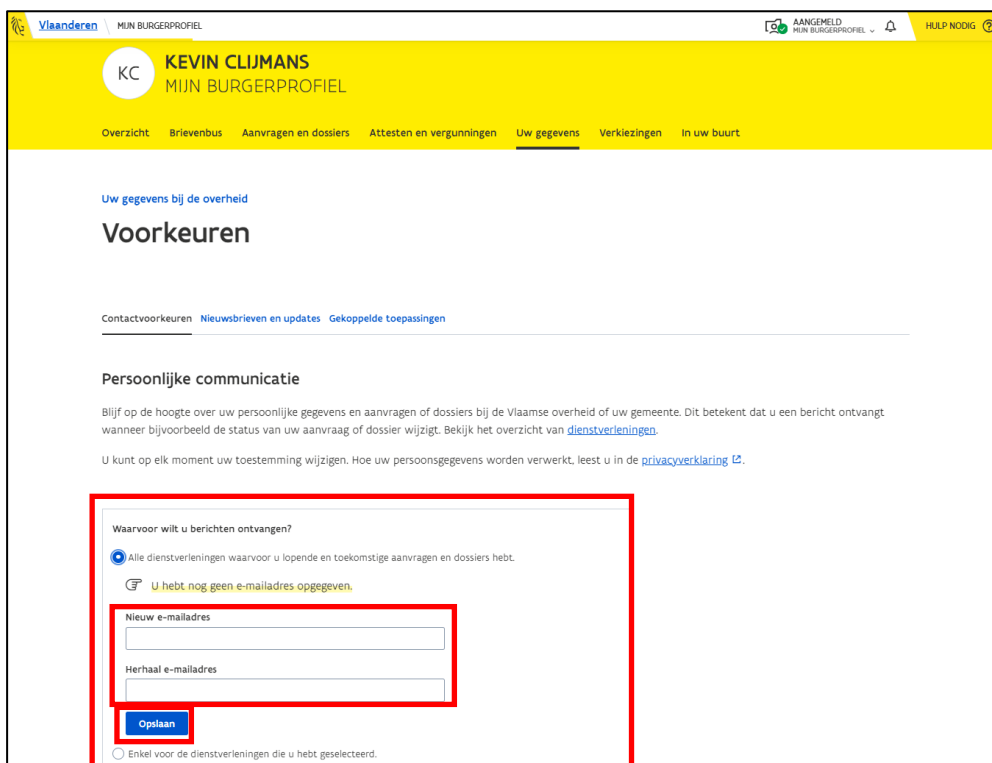 Vlaanderen \ MIJN BURGERPROFIEL
AANGEMELD
MIJN BURGERPROFIEL
HULP NODIG ?
KC
KEVIN CLIJMANS
MIJN BURGERPROFIEL
Overzicht Brievenbus Aanvragen en dossiers Attesten en vergunningen Uw gegevens Verkiezingen In uw buurt
Uw gegevens bij de overheid
Voorkeuren
Contactvoorkeuren Nieuwsbrieven en updates Gekoppelde toepassingen
Persoonlijke communicatie
Blijf op de hoogte over uw persoonlijke gegevens en aanvragen of dossiers bij de Vlaamse overheid of uw gemeente. Dit betekent dat u een bericht ontvangt
wanneer bijvoorbeeld de status van uw aanvraag of dossier wijzigt. Bekijk het overzicht van dienstverleningen.
U kunt op elk moment uw toestemming wijzigen. Hoe uw persoonsgegevens worden verwerkt, leest u in de privacyverklaring.
Waarvoor wilt u berichten ontvangen?
Alle dienstverleningen waarvoor u lopende en toekomstige aanvragen en dossiers hebt.
U hebt nog geen e-mailadres opgegeven.
Nieuw e-mailadres
Herhaal e-mailadres
Opslaan
Enkel voor de dienstverleningen die u hebt geselecteerd.